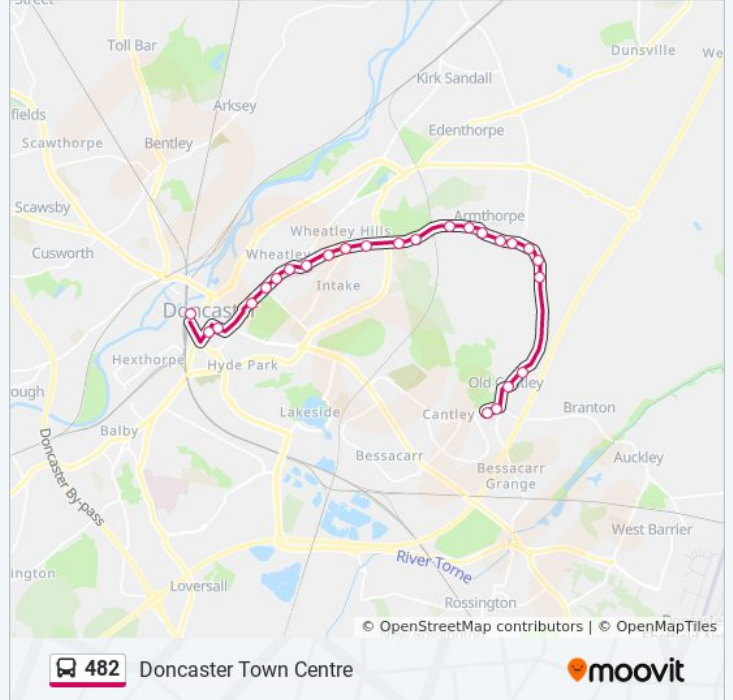 Toll Bar
Dunsville
We
Kirk Sandall
Arksey
fields
Edenthorpe
Scawthorpe
Bentley
Scawsby
Armthorpe
Wheatley Hills
Cusworth
Wheatley
Intake
Doncaster
Hexthorpe
Hyde Park
Old Cantley
ough
Lakeside
Cantley
Branton
Balby
Bessacarr
Auckley
Bessacarr
Grange
Doncaster By-pass
West Barrier
River Torne
ington
Loversall
Rossington
© OpenStreetMap contributors | © OpenMapTiles
482 Doncaster Town Centre
moovit